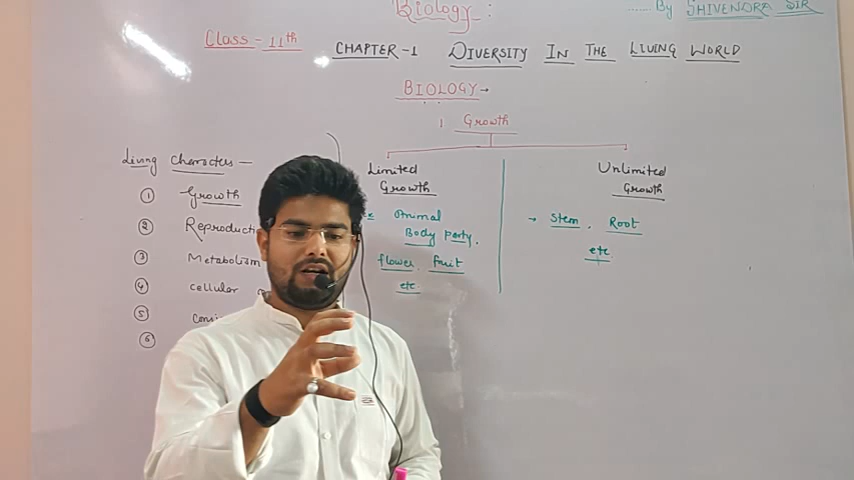 Biology :
...... By SHIVENDRA SIR
Class - 11th CHAPTER-1 DIVERSITY IN THE LIVING WORLD
BIOLOGY →
1. Growth
Living Characters —
① Growth
② Reproducti
③ Metabolism
④ cellular
⑤ Consi
⑥
Limited
Growth
Animal
Body party.
flower fruit
etc
Unlimited
Growth
→ Stem, Root
etc